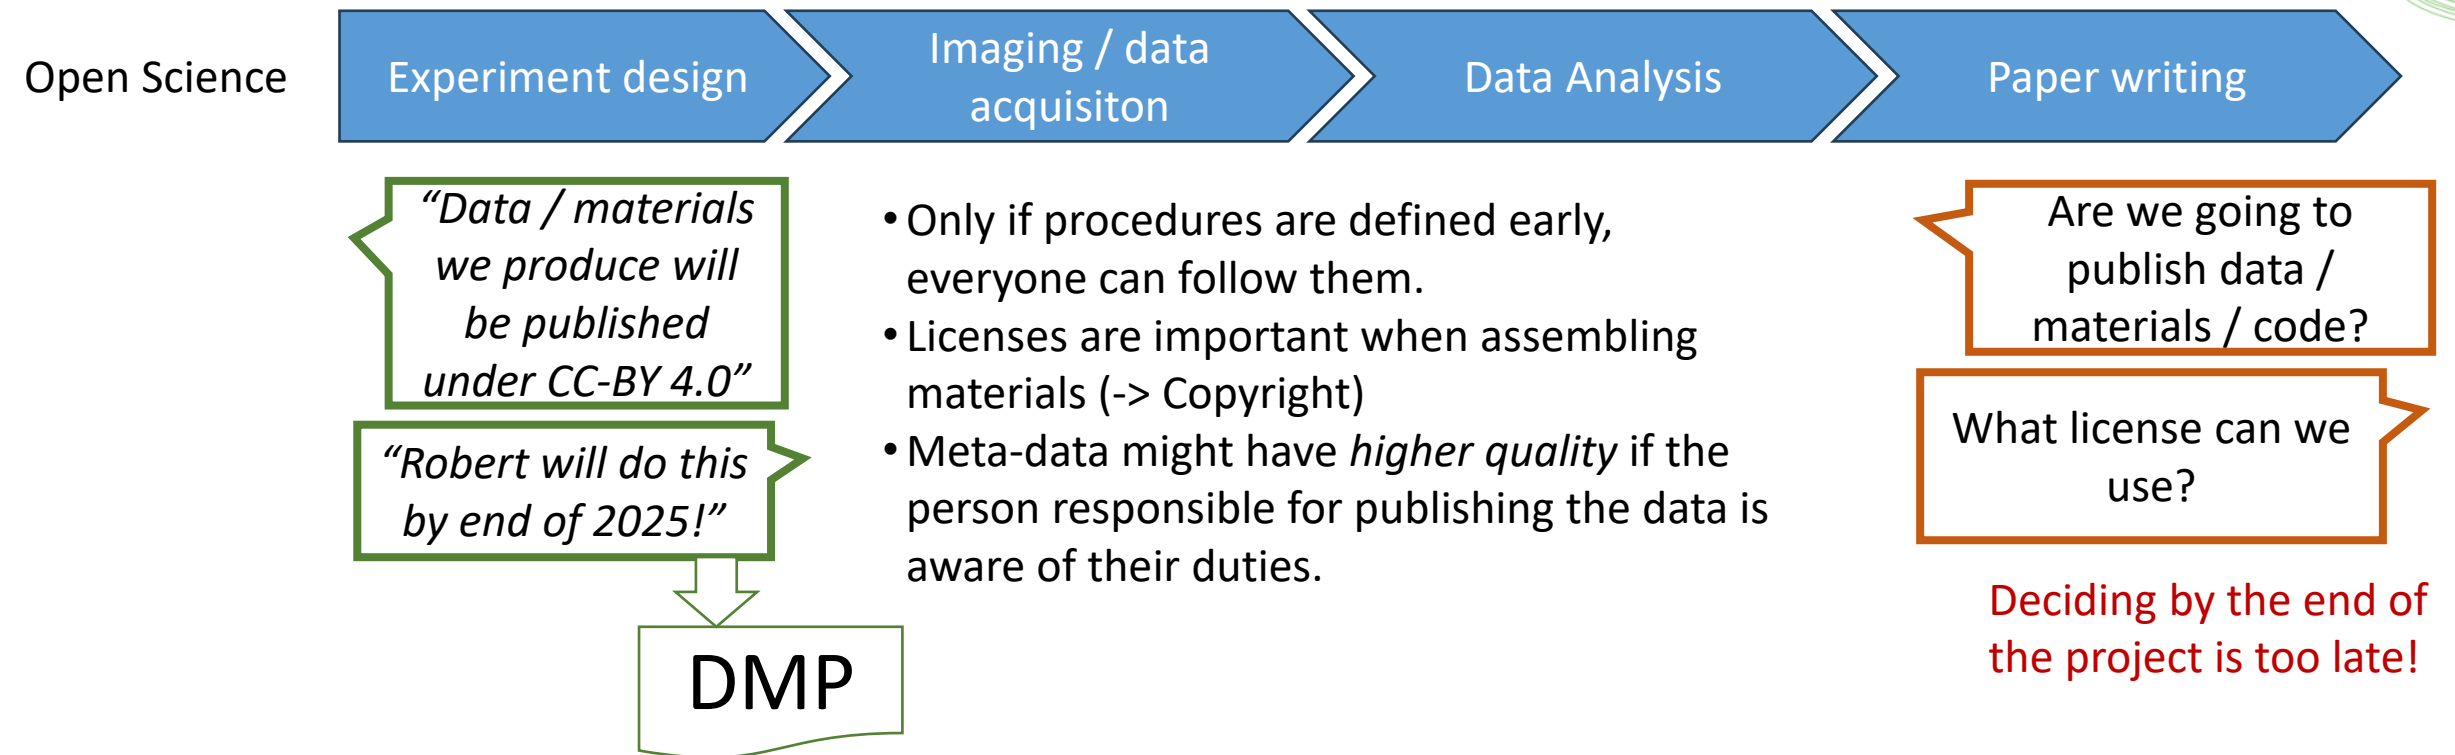 Open Science
Experiment design
Imaging / data
acquisiton
Data Analysis
Paper writing
“Data / materials
we produce will
be published
under CC-BY 4.0”
“Robert will do this
by end of 2025!”
DMP
• Only if procedures are defined early,
everyone can follow them.
• Licenses are important when assembling
materials (-> Copyright)
• Meta-data might have higher quality if the
person responsible for publishing the data is
aware of their duties.
Are we going to
publish data /
materials / code?
What license can we
use?
Deciding by the end of
the project is too late!